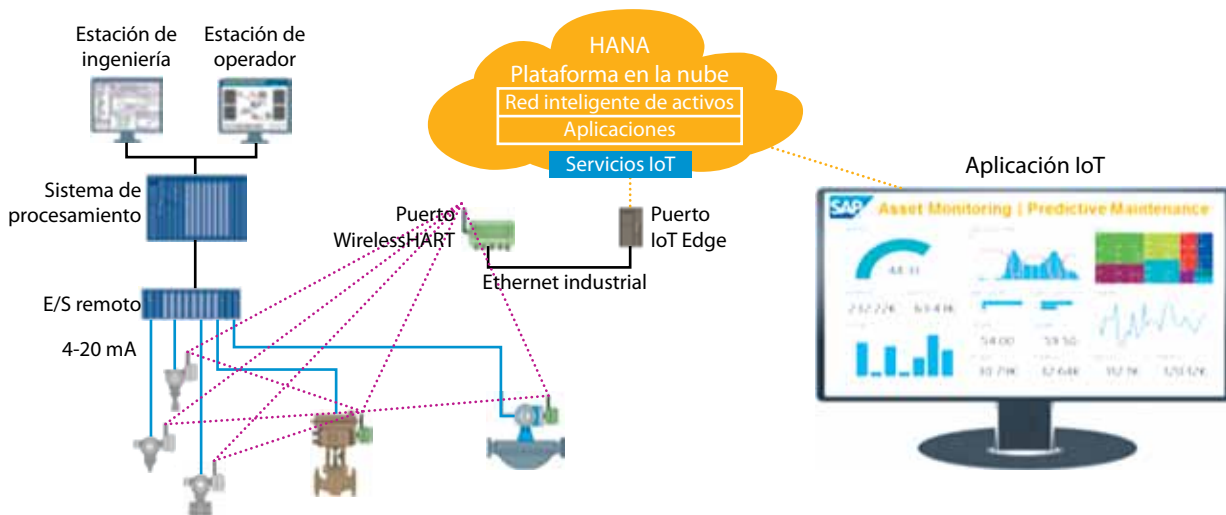 Estación de
ingeniería
Estación de
operador
HANA
Plataforma en la nube
Red inteligente de activos
Aplicaciones
Servicios IoT
Aplicación IoT
Sistema de
procesamiento
Puerto
WirelessHART
Puerto
IoT Edge
Ethernet industrial
E/S remoto
4-20 mA
SAP
Asset Monitoring | Predictive Maintenance